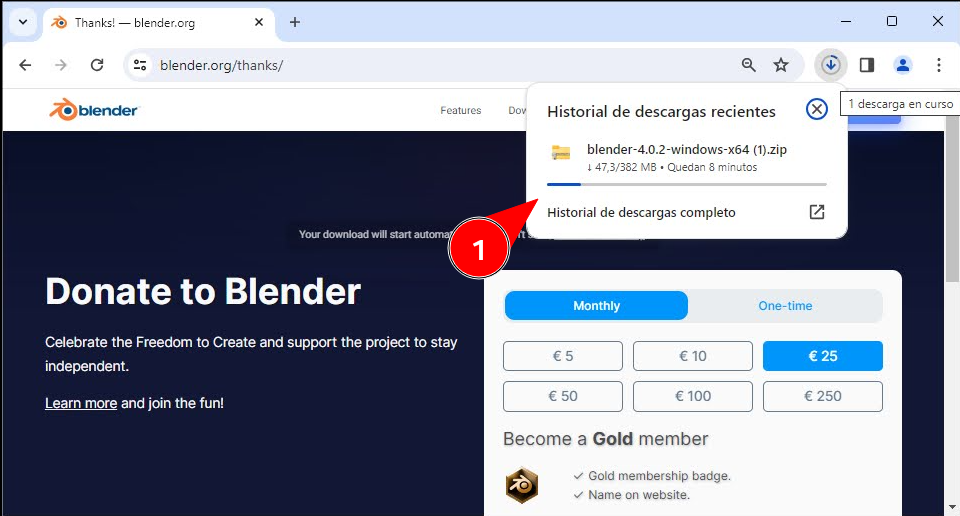 Thanks! — blender.org
blender.org/thanks/
1 descarga en curso
blender
Features
Historial de descargas recientes
blender-4.0.2-windows-x64 (1).zip
↓ 47,3/382 MB • Quedan 8 minutos
Historial de descargas completo
1
Your download will start
Donate to Blender
Celebrate the Freedom to Create and support the project to stay
independent.
Learn more and join the fun!
Monthly
One-time
€ 5
€ 10
€ 25
€ 50
€ 100
€ 250
Become a Gold member
✓ Gold membership badge.
✓ Name on website.